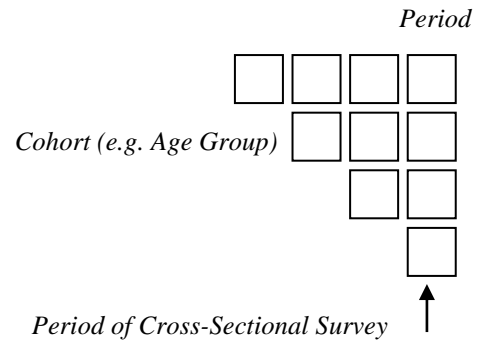 Period
Cohort (e.g. Age Group)
Period of Cross-Sectional Survey